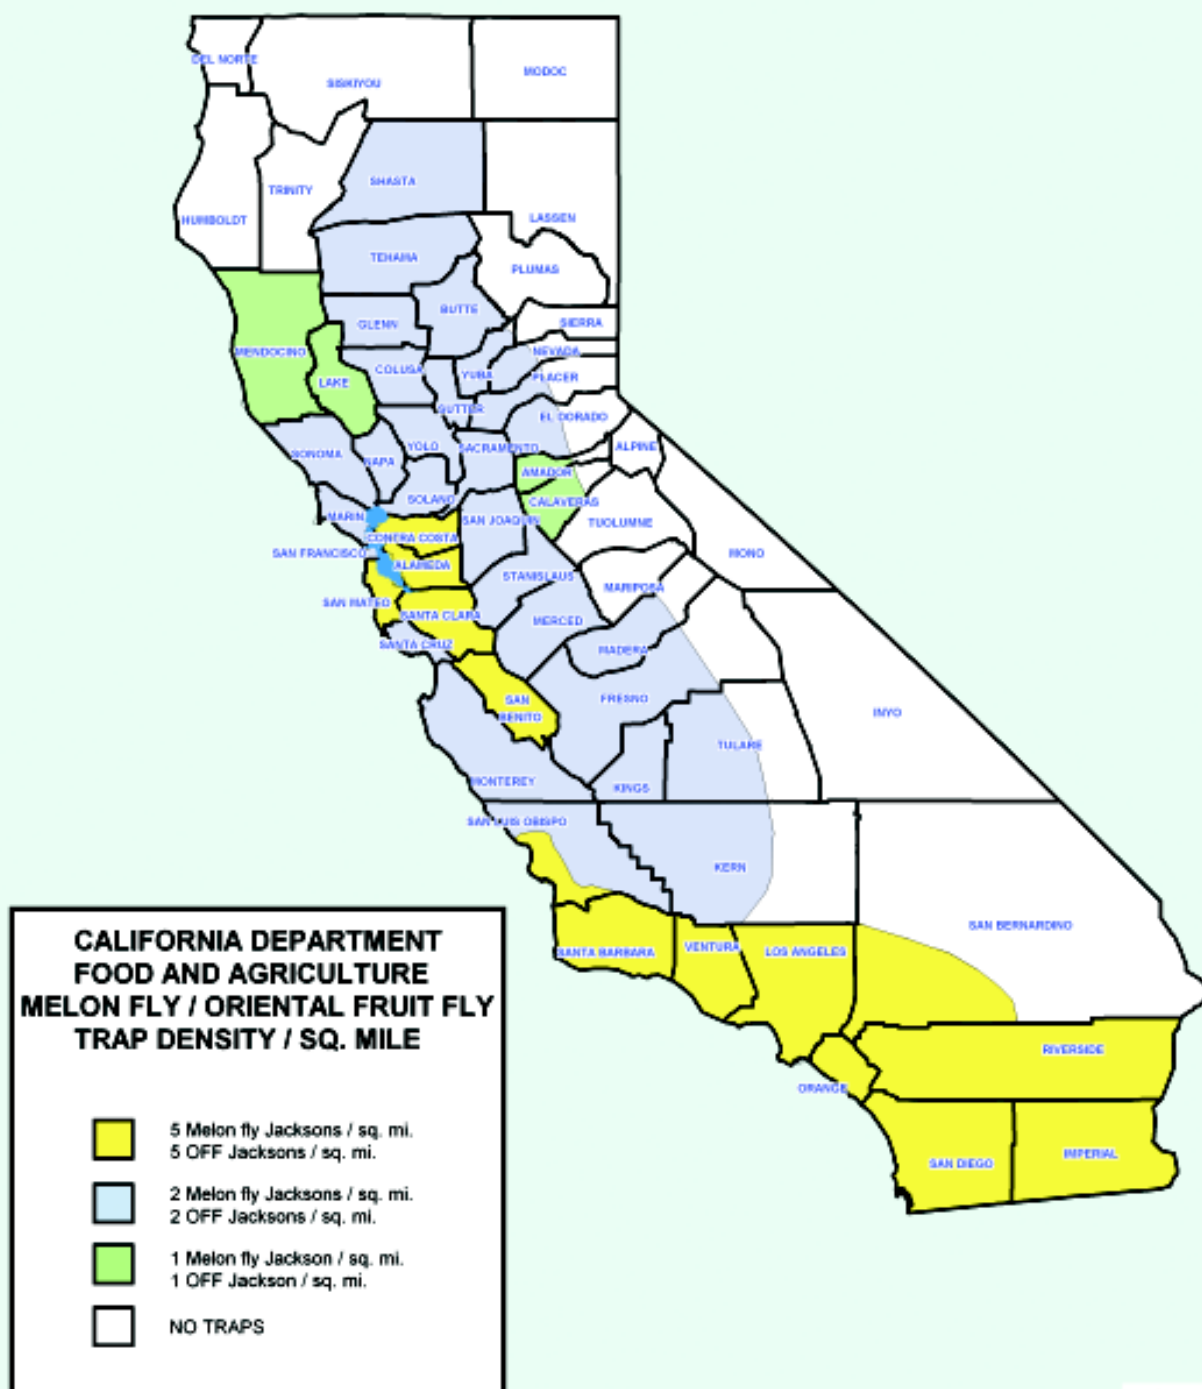 DEL NORTE
SISKIYOU
MODOC
SHASTA
TRINITY
HUMBOLDT
LASSEN
TEHAMA
PLUMAS
BUTTE
GLENN
SIERRA
MENDOCINO
NEVADA
LAKE
COLUSA
YUBA
PLACER
SUTTER
EL DORADO
SONOMA
NAPA
YOLO
SACRAMENTO
ALPINE
AMADOR
SOLANO
CALAVERAS
MARIN
SAN JOAQUIN
TUOLUMNE
CONTRA COSTA
SAN FRANCISCO
MONO
ALAMEDA
STANISLAUS
MARIPOSA
SAN MATEO
SANTA CLARA
MERCED
SANTA CRUZ
MADERA
SAN
BENITO
FRESNO
INYO
TULARE
MONTEREY
KINGS
SAN LUIS OBISPO
KERN
SAN BERNARDINO
SANTA BARBARA
VENTURA
LOS ANGELES
RIVERSIDE
ORANGE
SAN DIEGO
IMPERIAL
CALIFORNIA DEPARTMENT
FOOD AND AGRICULTURE
MELON FLY / ORIENTAL FRUIT FLY
TRAP DENSITY / SQ. MILE
5 Melon fly Jacksons / sq. mi.
5 OFF Jacksons / sq. mi.
2 Melon fly Jacksons / sq. mi.
2 OFF Jacksons / sq. mi.
1 Melon fly Jackson / sq. mi.
1 OFF Jackson / sq. mi.
NO TRAPS